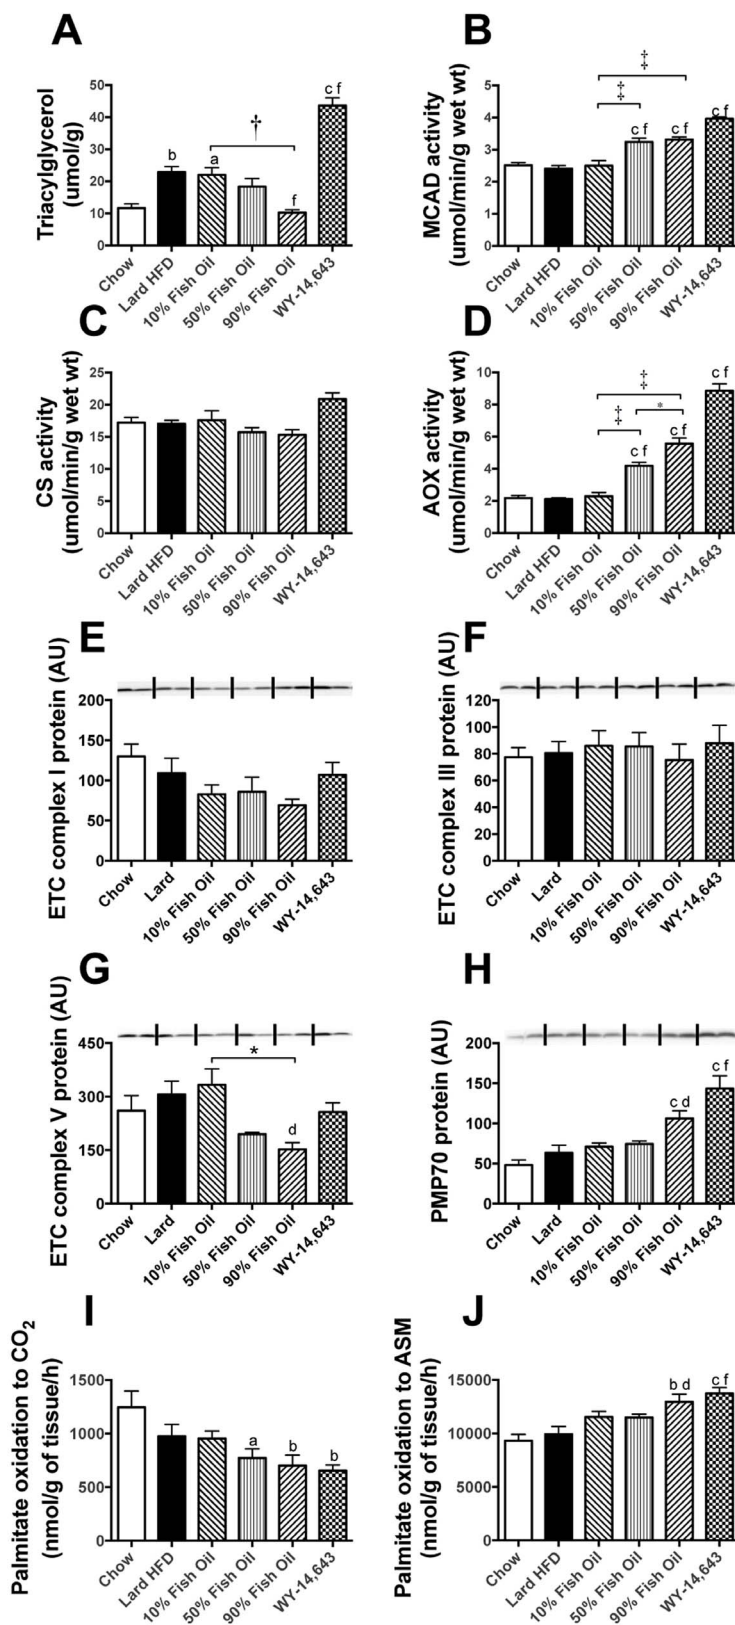 A
Triacylglycerol
(umol/g)
50
40
30
20
10
0
b
a
†
f
c f
Chow
Lard HFD
10% Fish Oil
50% Fish Oil
90% Fish Oil
WY-14,643
B
MCAD activity
(umol/min/g wet wt)
5
4
3
2
1
0
‡
‡
c f
c f
c f
Chow
Lard HFD
10% Fish Oil
50% Fish Oil
90% Fish Oil
WY-14,643
C
CS activity
(umol/min/g wet wt)
25
20
15
10
5
0
Chow
Lard HFD
10% Fish Oil
50% Fish Oil
90% Fish Oil
WY-14,643
D
AOX activity
(umol/min/g wet wt)
10
8
6
4
2
0
‡
‡
*
c f
c f
c f
Chow
Lard HFD
10% Fish Oil
50% Fish Oil
90% Fish Oil
WY-14,643
E
ETC complex I protein (AU)
200
150
100
50
0
Chow
Lard
10% Fish Oil
50% Fish Oil
90% Fish Oil
WY-14,643
F
ETC complex III protein (AU)
120
100
80
60
40
20
0
Chow
Lard
10% Fish Oil
50% Fish Oil
90% Fish Oil
WY-14,643
G
ETC complex V protein (AU)
450
300
150
0
*
d
Chow
Lard
10% Fish Oil
50% Fish Oil
90% Fish Oil
WY-14,643
H
PMP70 protein (AU)
200
150
100
50
0
c d
c f
Chow
Lard
10% Fish Oil
50% Fish Oil
90% Fish Oil
WY-14,643
I
Palmitate oxidation to CO₂
(nmol/g of tissue/h)
1500
1000
500
0
a
b
b
Chow
Lard HFD
10% Fish Oil
50% Fish Oil
90% Fish Oil
WY-14,643
J
Palmitate oxidation to ASM
(nmol/g of tissue/h)
15000
10000
5000
0
b d
c f
Chow
Lard HFD
10% Fish Oil
50% Fish Oil
90% Fish Oil
WY-14,643